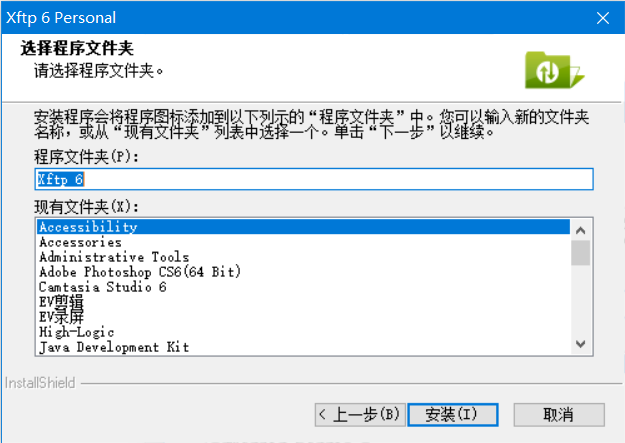 Xftp 6 Personal
选择程序文件夹
请选择程序文件夹。
安装程序会将程序图标添加到以下列示的“程序文件夹”中。您可以输入新的文件夹
名称，或从“现有文件夹”列表中选择一个。单击“下一步”以继续。
程序文件夹(P):
Xftp 6
现有文件夹(X):
Accessibility
Accessories
Administrative Tools
Adobe Photoshop CS6(64 Bit)
Camtasia Studio 6
EV剪辑
EV录屏
High-Logic
Java Development Kit
InstallShield
< 上一步(B) 安装(I) 取消